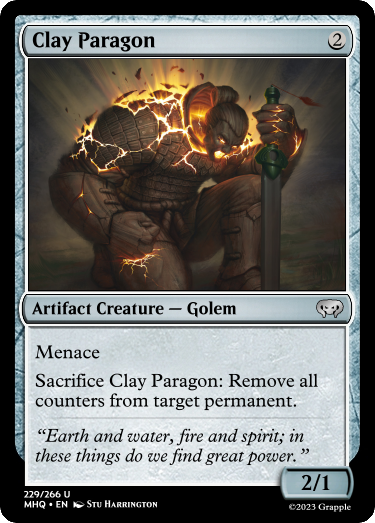 Clay Paragon 2
Artifact Creature — Golem
Menace
Sacrifice Clay Paragon: Remove all
counters from target permanent.
“Earth and water, fire and spirit; in
these things do we find great power.”
2/1
229/266 U
MHQ • EN Stu Harrington
©2023 Grapple